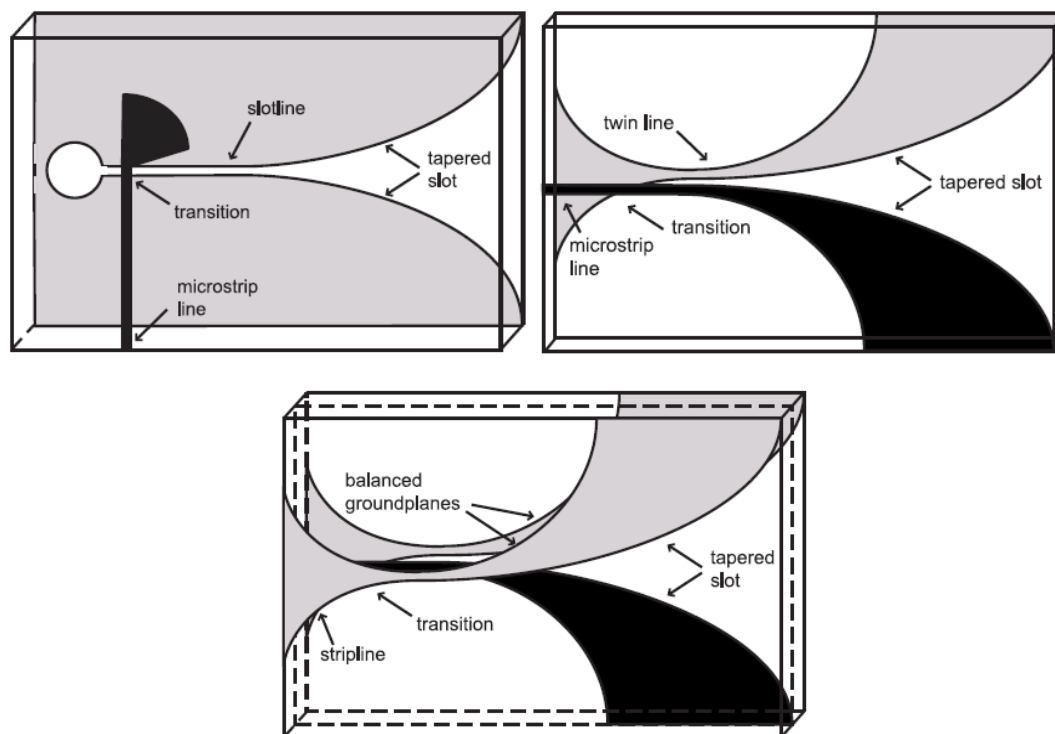 slotline
tapered
slot
transition
microstrip
line
twin line
tapered slot
transition
microstrip
line
balanced
groundplanes
tapered
slot
transition
stripline